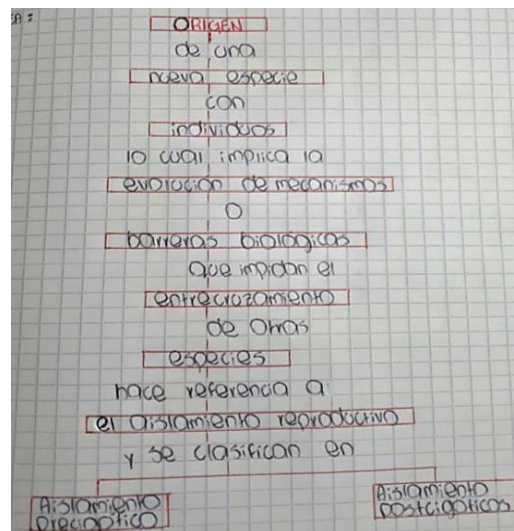 A:
ORIGEN
de una
nueva especie
con
individuos
lo cual implica la
evolución de mecanismos
O
barreras biológicas
que impidan el
entrecruzamiento
de otras
especies
hace referencia a
el aislamiento reproductivo
y se clasifican en
Aislamiento
precigótico
Aislamiento
postcigóticos